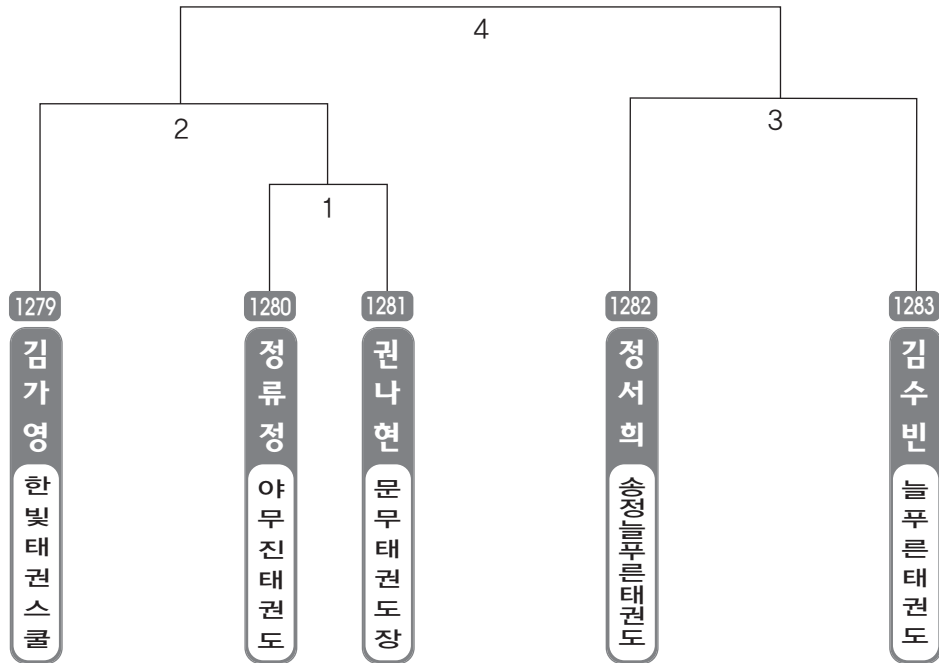 4
2
3
1
1279
1280
1281
1282
1283
김가영
정류정
권나현
정서희
김수빈
한빛태권스쿨
야무진태권도
문무태권도장
송정늘푸른태권도
늘푸른태권도